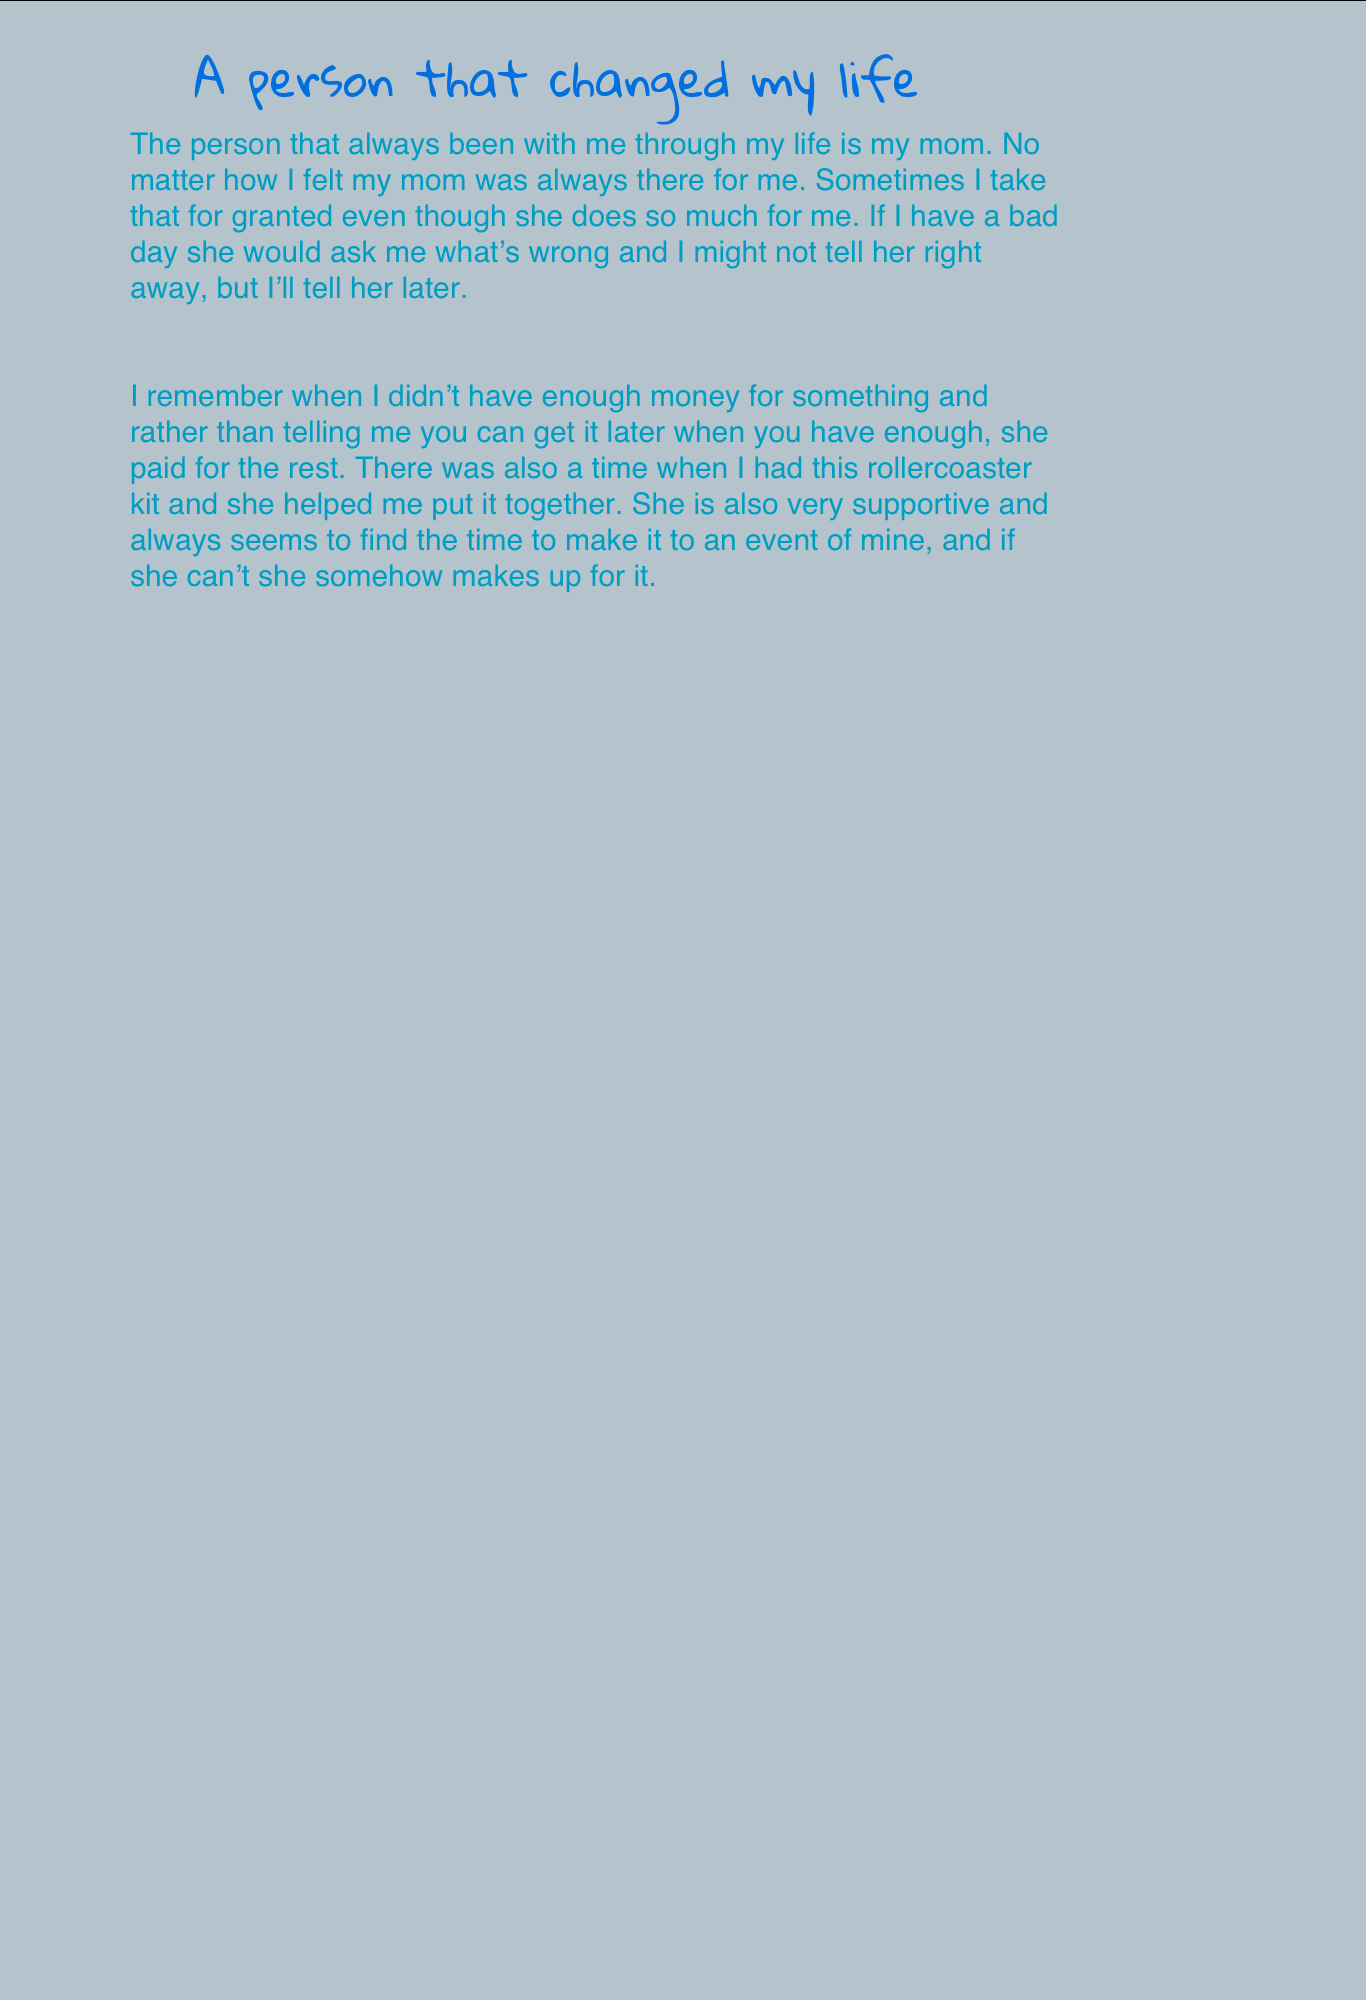 A person that changed my life
The person that always been with me through my life is my mom. No
matter how I felt my mom was always there for me. Sometimes I take
that for granted even though she does so much for me. If I have a bad
day she would ask me what’s wrong and I might not tell her right
away, but I’ll tell her later.
I remember when I didn’t have enough money for something and
rather than telling me you can get it later when you have enough, she
paid for the rest. There was also a time when I had this rollercoaster
kit and she helped me put it together. She is also very supportive and
always seems to find the time to make it to an event of mine, and if
she can’t she somehow makes up for it.